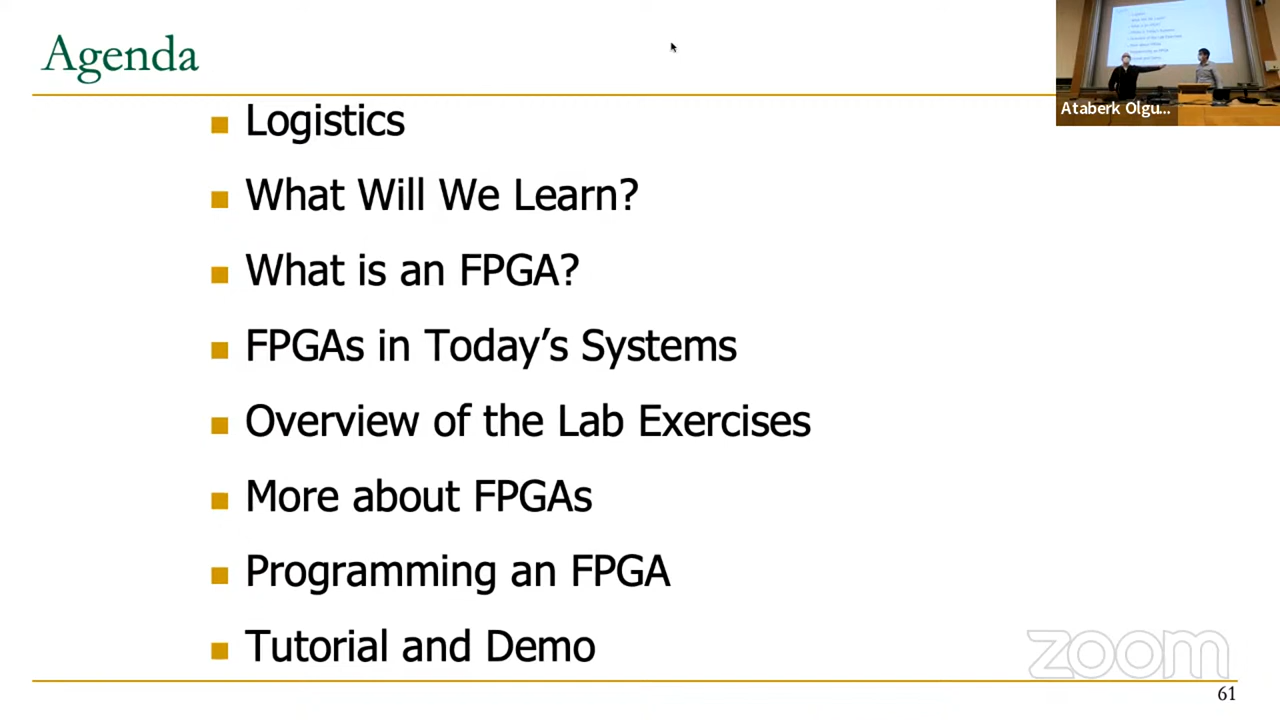 Agenda
Logistics
What Will We Learn?
What is an FPGA?
FPGAs in Today's Systems
Overview of the Lab Exercises
More about FPGAs
Programming an FPGA
Tutorial and Demo
Ataberk Olgu...
zoom
61